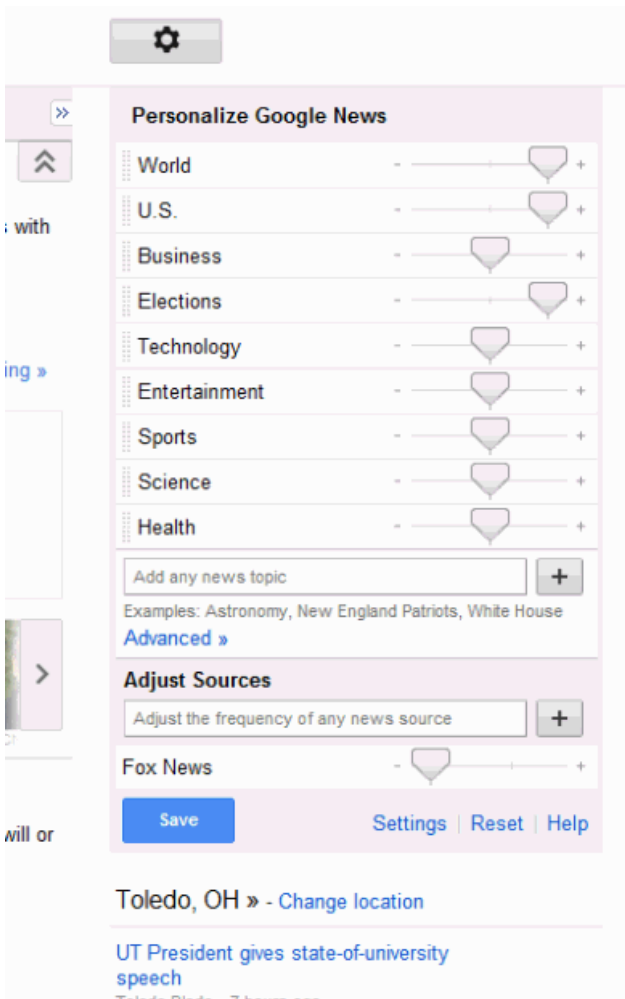 »
Personalize Google News
World - +
U.S. - +
with
Business - +
Elections - +
Technology - +
ing »
Entertainment - +
Sports - +
Science - +
Health - +
Add any news topic +
Examples: Astronomy, New England Patriots, White House
Advanced »
Adjust Sources
Adjust the frequency of any news source +
Fox News - +
Save Settings | Reset | Help
will or
Toledo, OH » - Change location
UT President gives state-of-university
speech